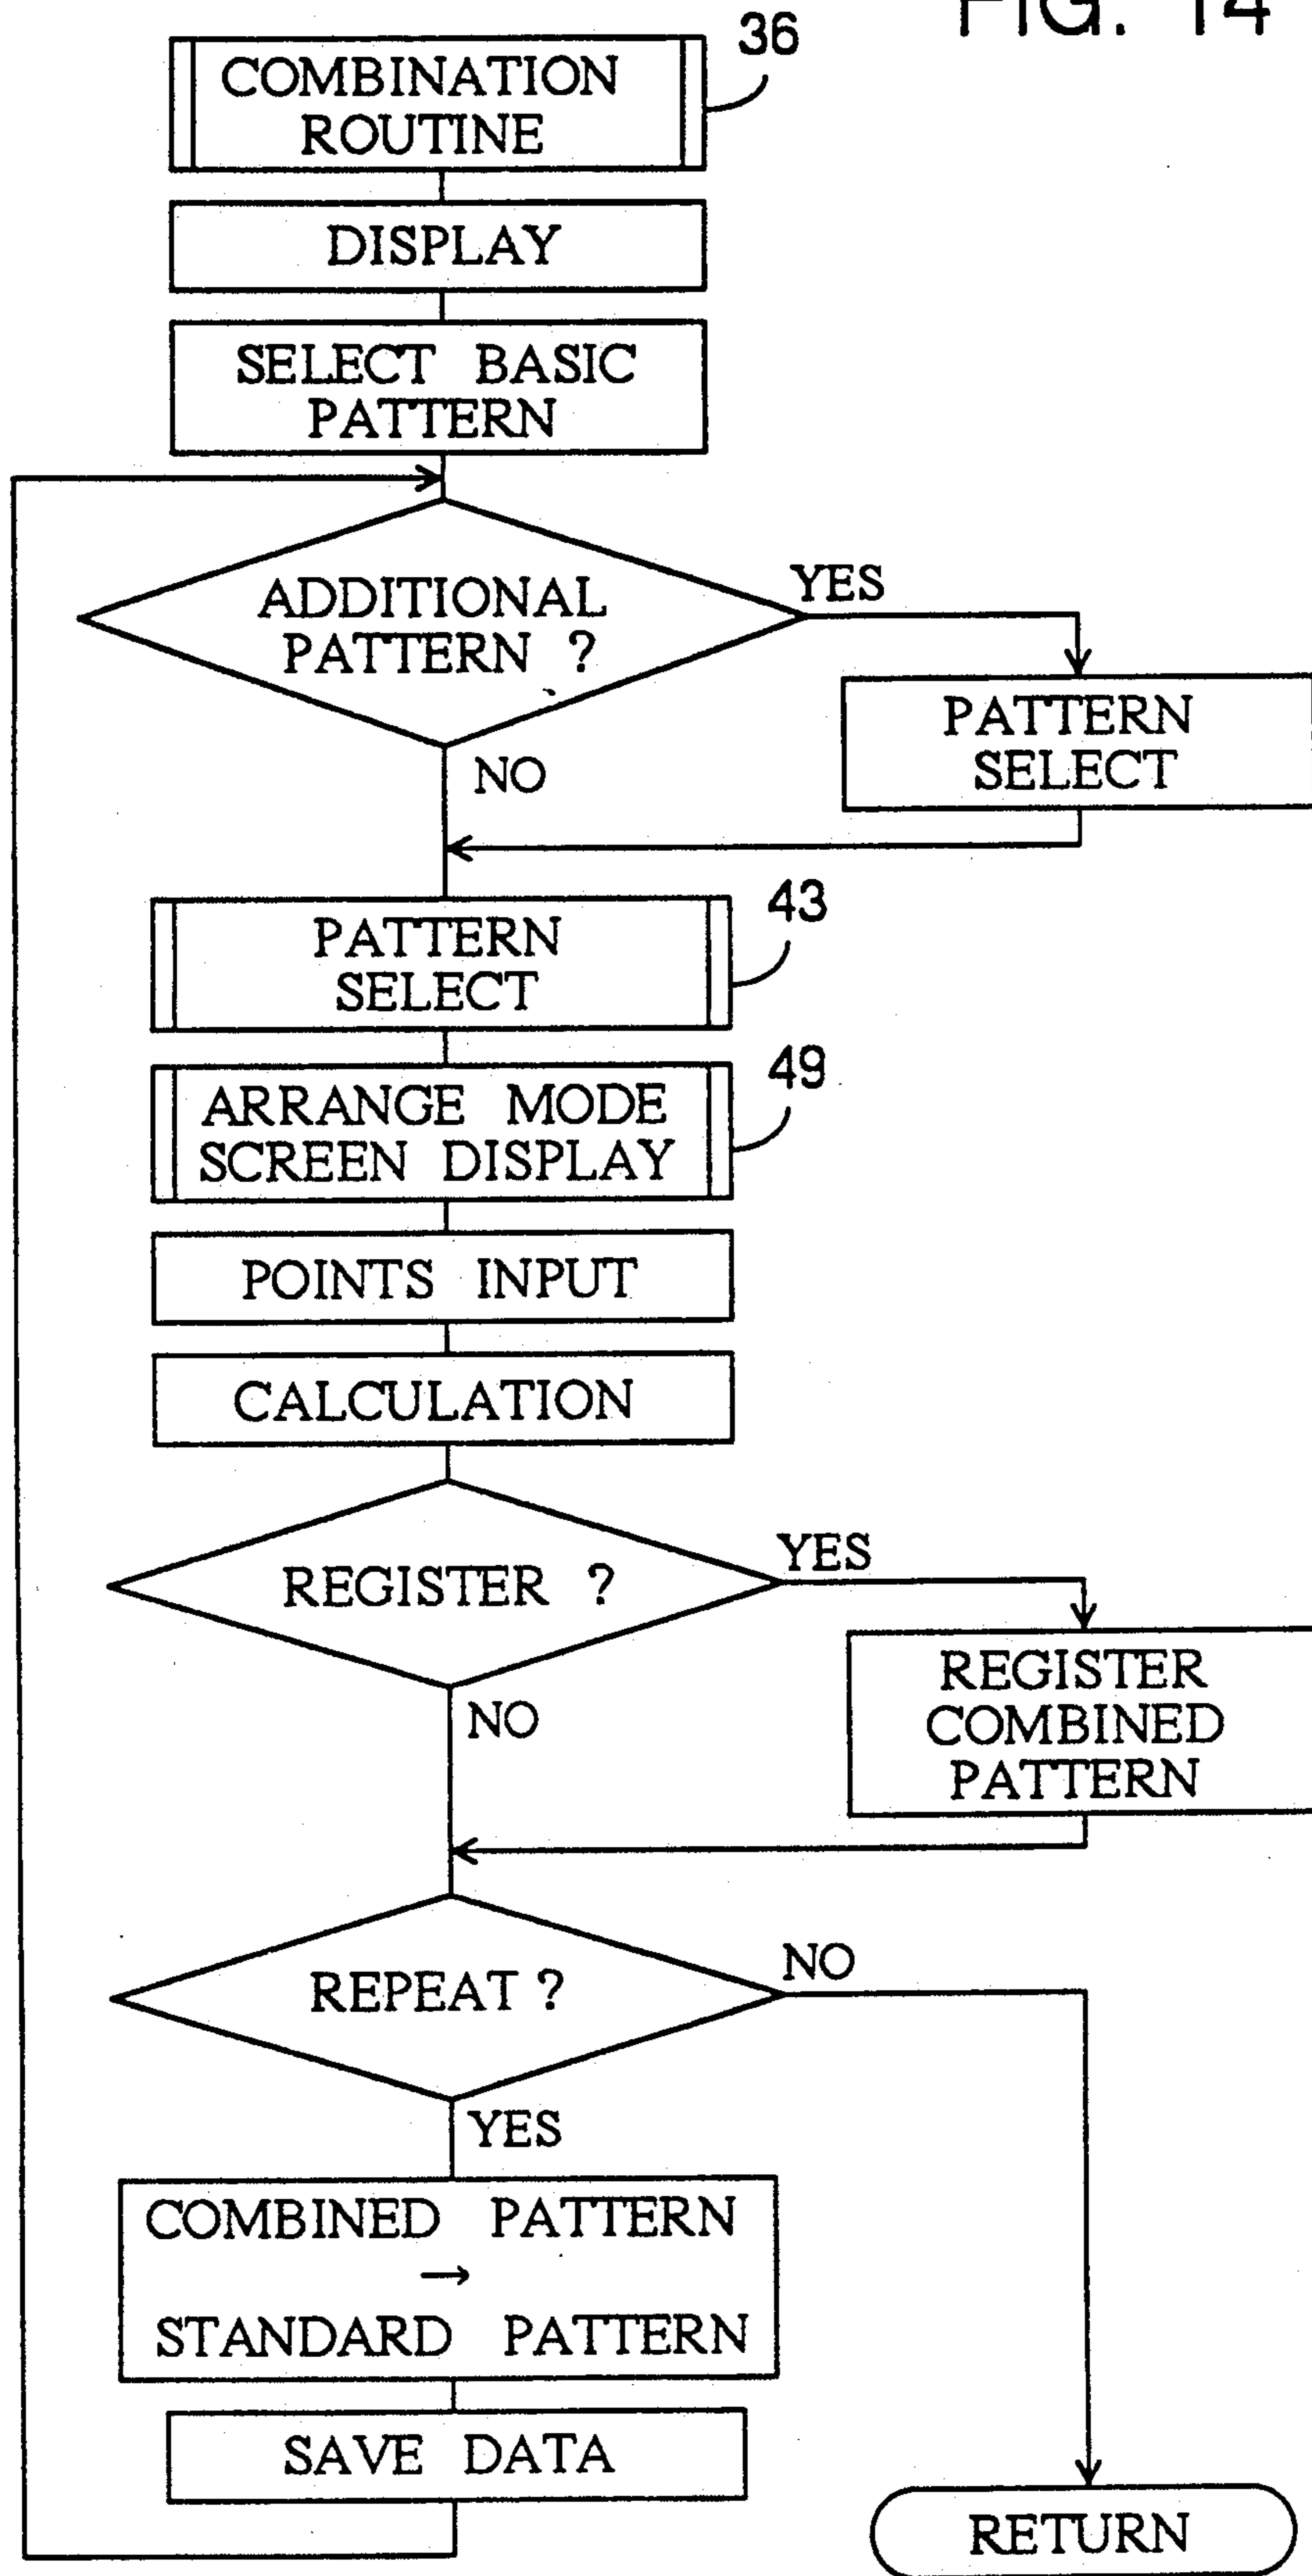 FIG. 14
36
COMBINATION
ROUTINE
DISPLAY
SELECT BASIC
PATTERN
ADDITIONAL
PATTERN ?
YES
PATTERN
SELECT
NO
43
PATTERN
SELECT
49
ARRANGE MODE
SCREEN DISPLAY
POINTS INPUT
CALCULATION
REGISTER ?
YES
REGISTER
COMBINED
PATTERN
NO
REPEAT ?
NO
YES
COMBINED PATTERN
→
STANDARD PATTERN
SAVE DATA
RETURN